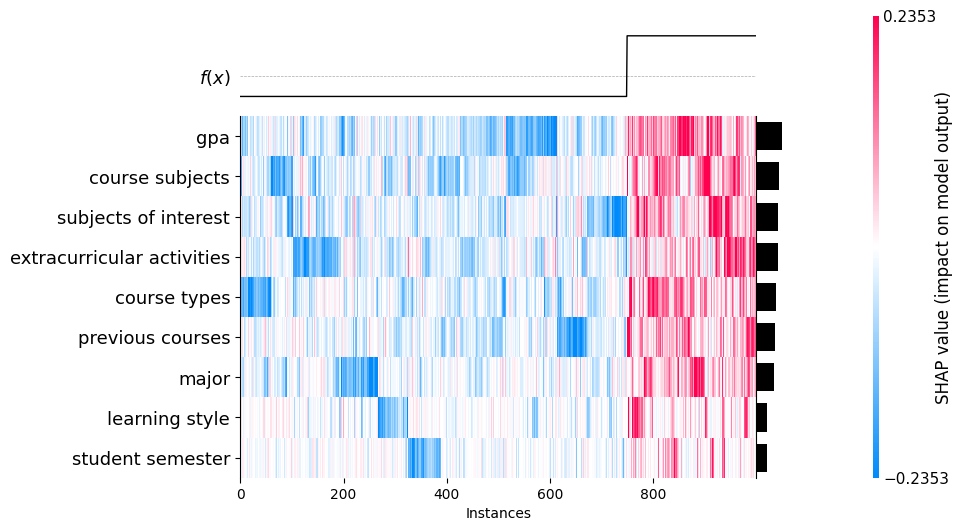 0.2353
f(x)
gpa
course subjects
subjects of interest
extracurricular activities
course types
previous courses
major
learning style
student semester
0 200 400 600 800
Instances
SHAP value (impact on model output)
−0.2353